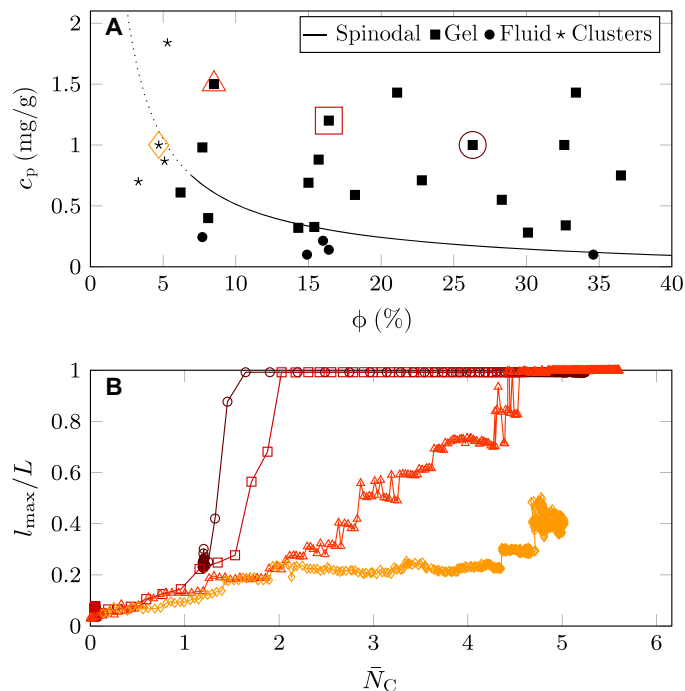 A
Spinodal Gel Fluid Clusters
2
1.5
1
0.5
0
c_p (mg/g)
0 5 10 15 20 25 30 35 40
ϕ (%)
B
1
0.8
0.6
0.4
0.2
0
l_max/L
0 1 2 3 4 5 6
N̄_C